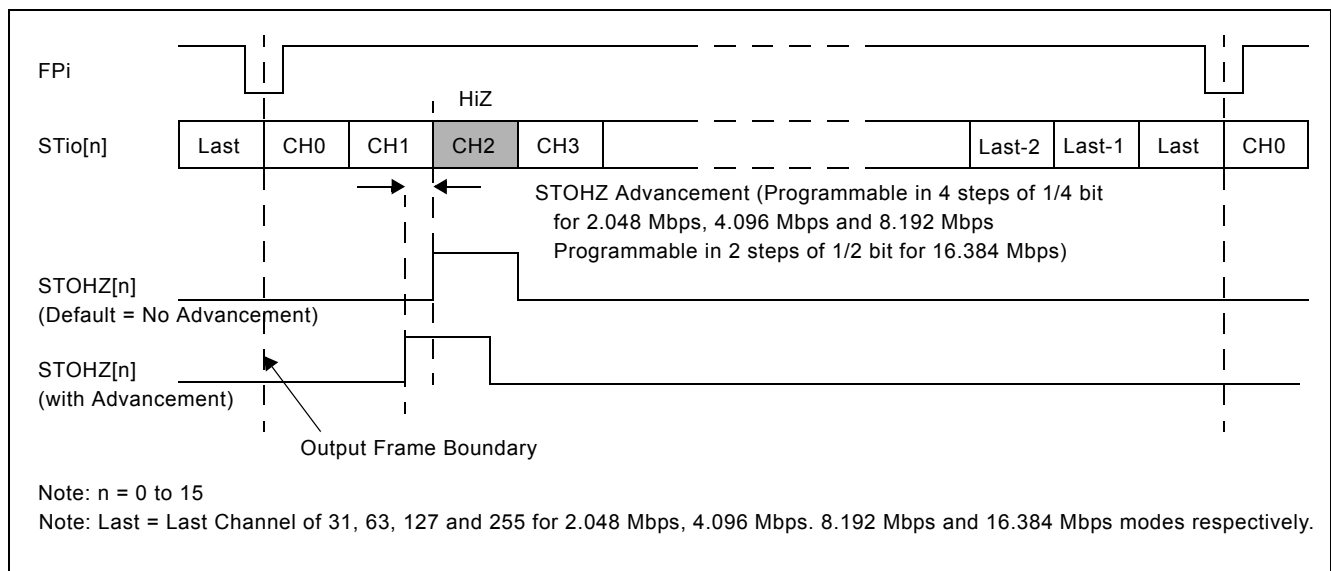 FPi
HiZ
STio[n] Last CH0 CH1 CH2 CH3 Last-2 Last-1 Last CH0
STOHZ Advancement (Programmable in 4 steps of 1/4 bit
for 2.048 Mbps, 4.096 Mbps and 8.192 Mbps
Programmable in 2 steps of 1/2 bit for 16.384 Mbps)
STOHZ[n]
(Default = No Advancement)
STOHZ[n]
(with Advancement)
Output Frame Boundary
Note: n = 0 to 15
Note: Last = Last Channel of 31, 63, 127 and 255 for 2.048 Mbps, 4.096 Mbps. 8.192 Mbps and 16.384 Mbps modes respectively.